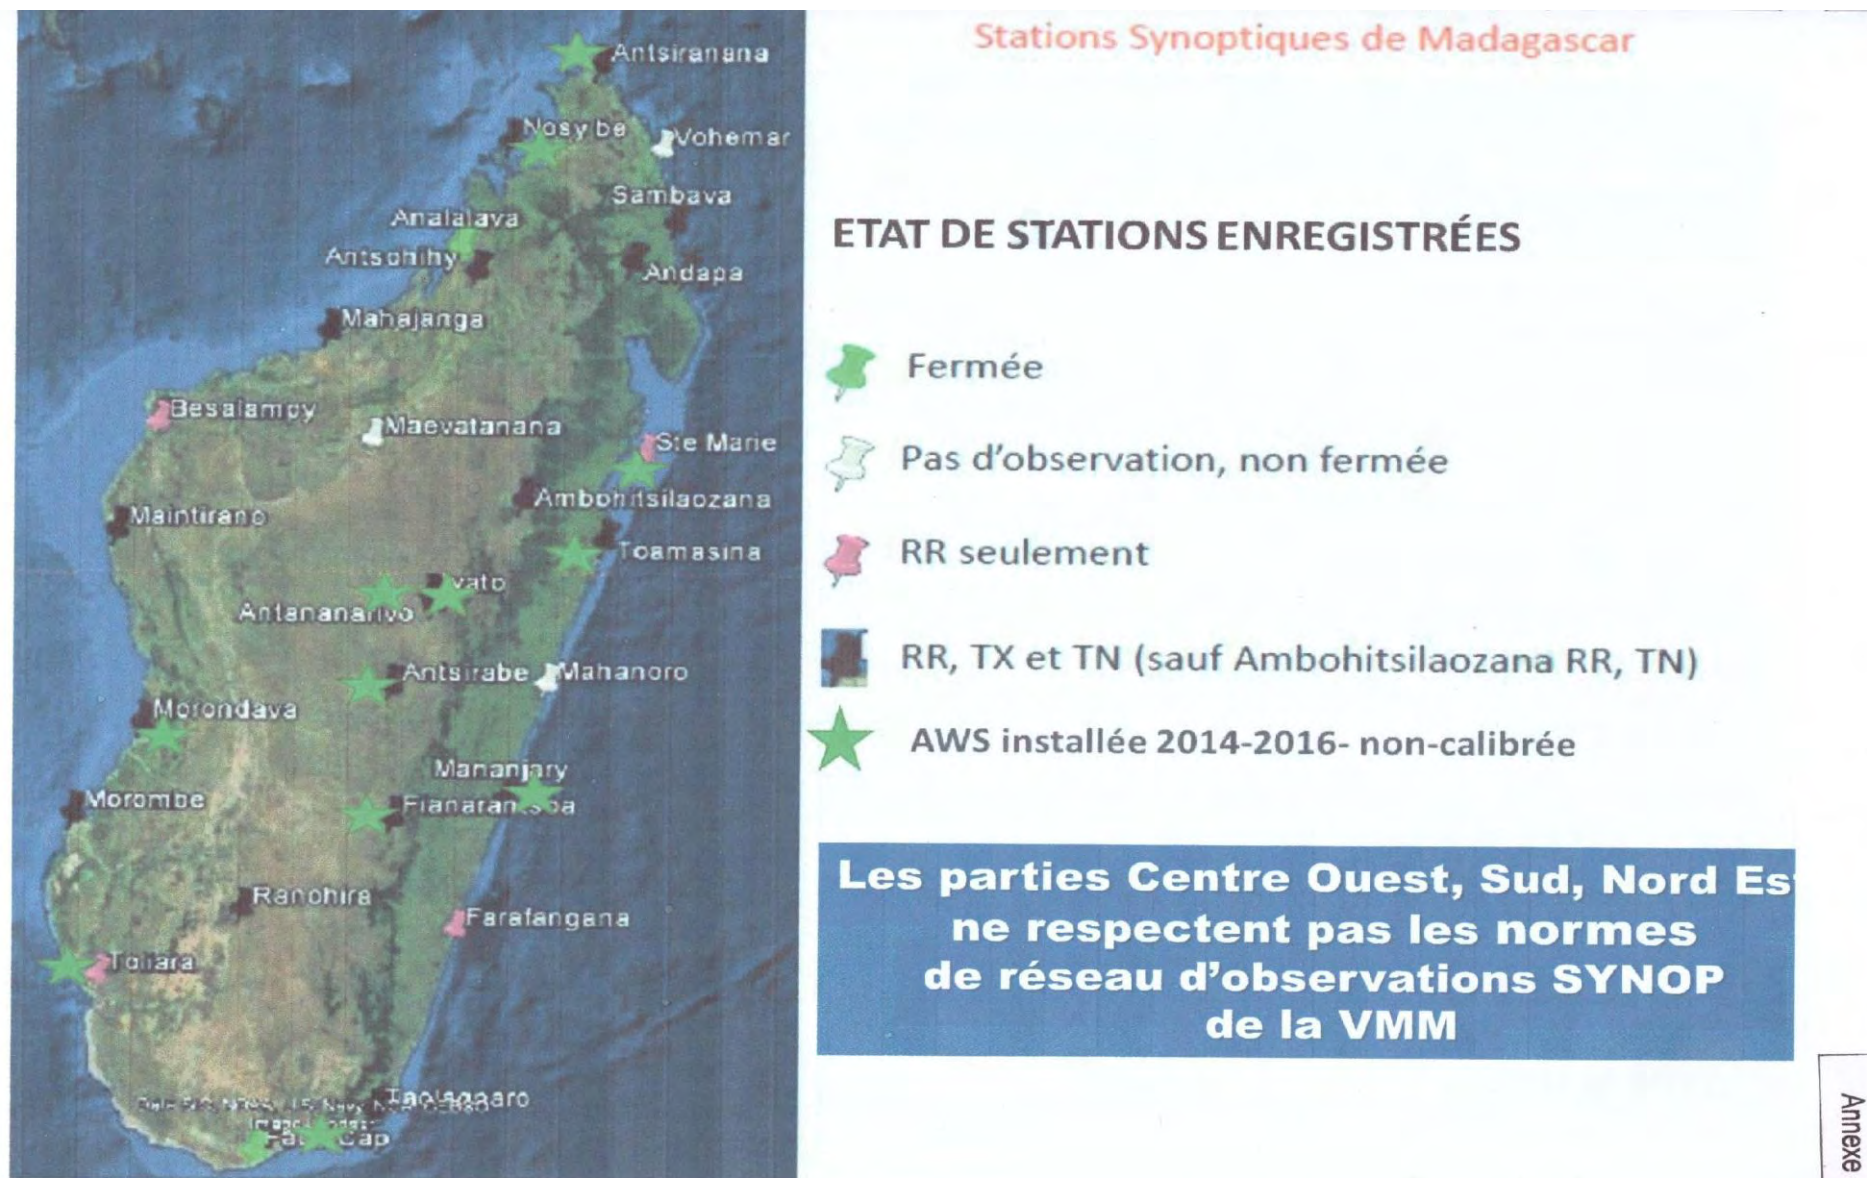 Stations Synoptiques de Madagascar
Antsiranana
Nosy be
Vohemar
Sambava
Analalava
Antsohihy
Andapa
Mahajanga
Besalampy
Maevatanana
Ste Marie
Ambohitsilaozana
Maintirano
Toamasina
vato
Antananarivo
Antsirabe
Mahanoro
Morondava
Mananjary
Morombe
Ranohira
Farafangana
Toliara
Cap
ETAT DE STATIONS ENREGISTRÉES
Fermée
Pas d’observation, non fermée
RR seulement
RR, TX et TN (sauf Ambohitsilaozana RR, TN)
AWS installée 2014-2016- non-calibrée
Les parties Centre Ouest, Sud, Nord Es
ne respectent pas les normes
de réseau d’observations SYNOP
de la VMM
Annexe